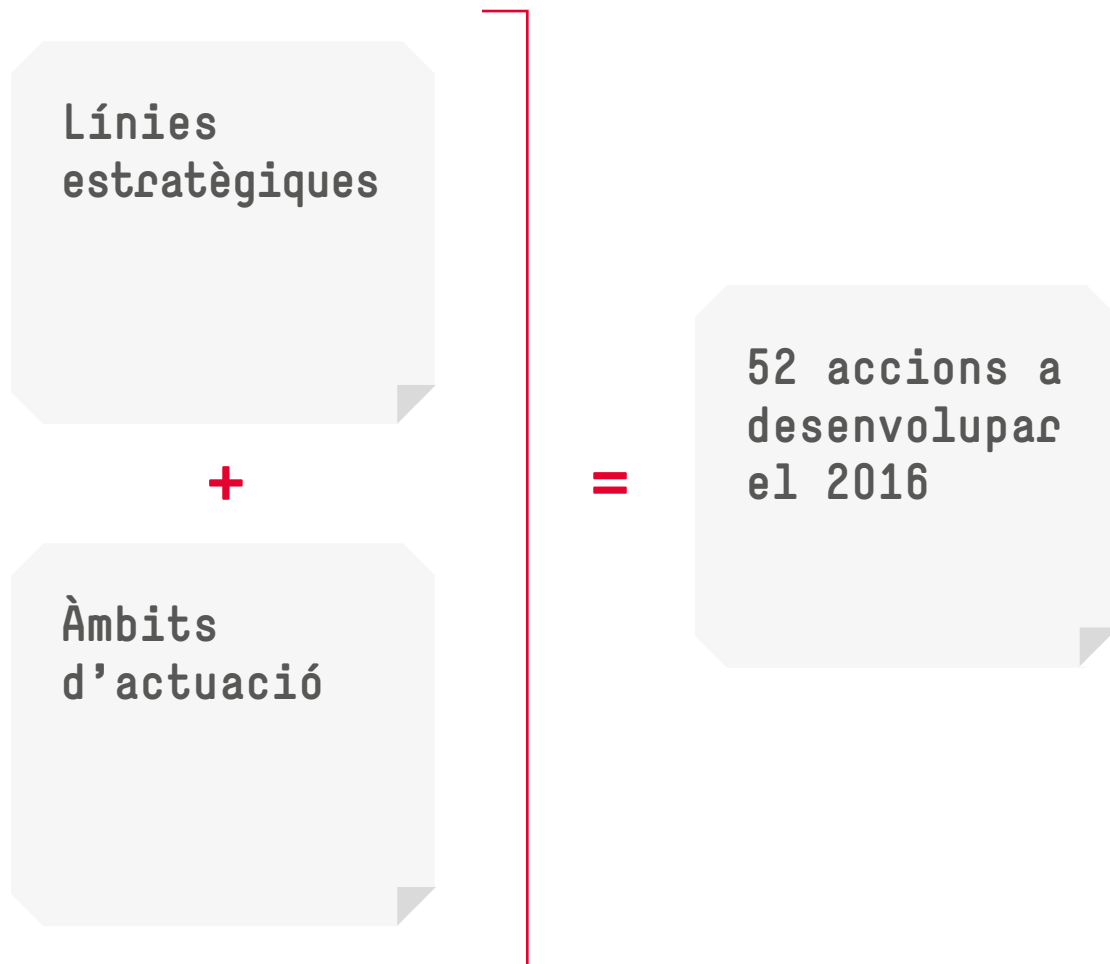 Línies
estratègiques
+
Àmbits
d’actuació
=
52 accions a
desenvolupar
el 2016